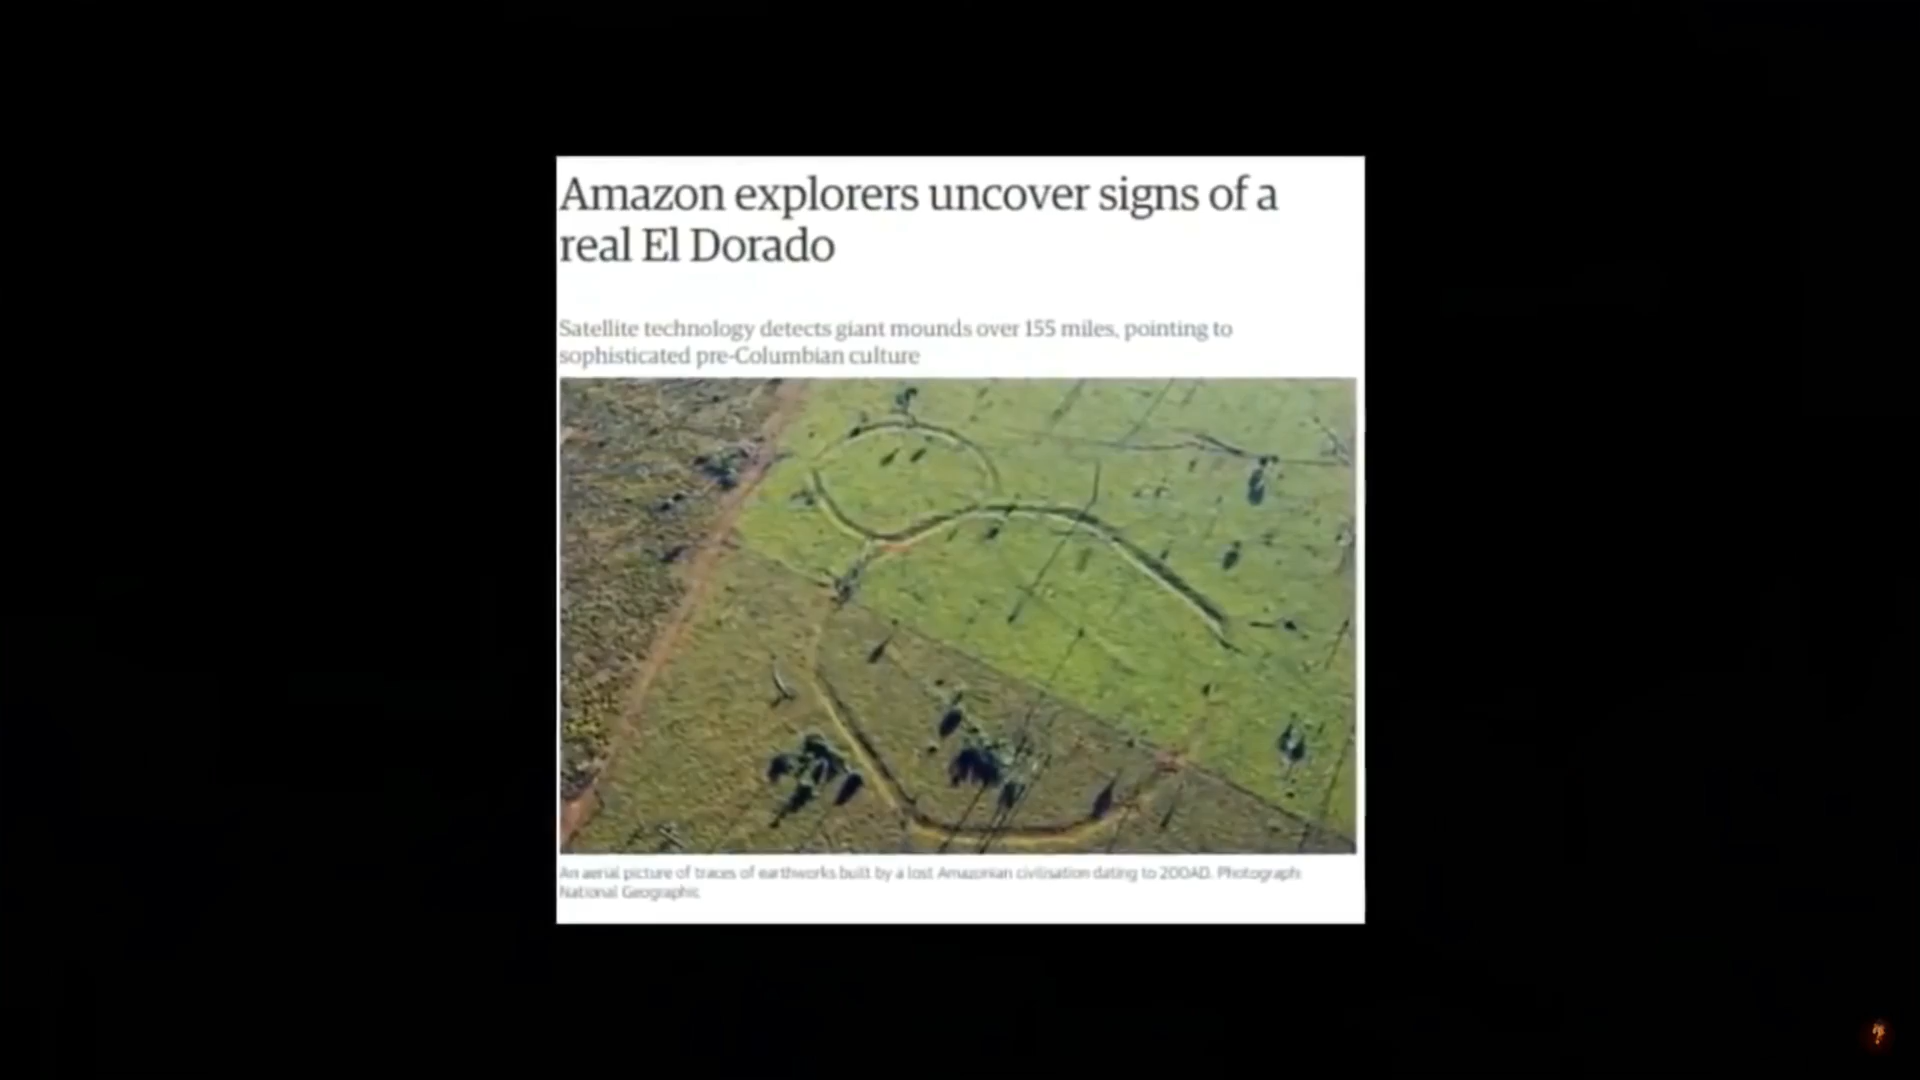 Amazon explorers uncover signs of a
real El Dorado
Satellite technology detects giant mounds over 155 miles, pointing to
sophisticated pre-Columbian culture
An aerial picture of traces of earthworks built by a lost Amazonian civilisation dating to 200AD. Photograph:
National Geographic